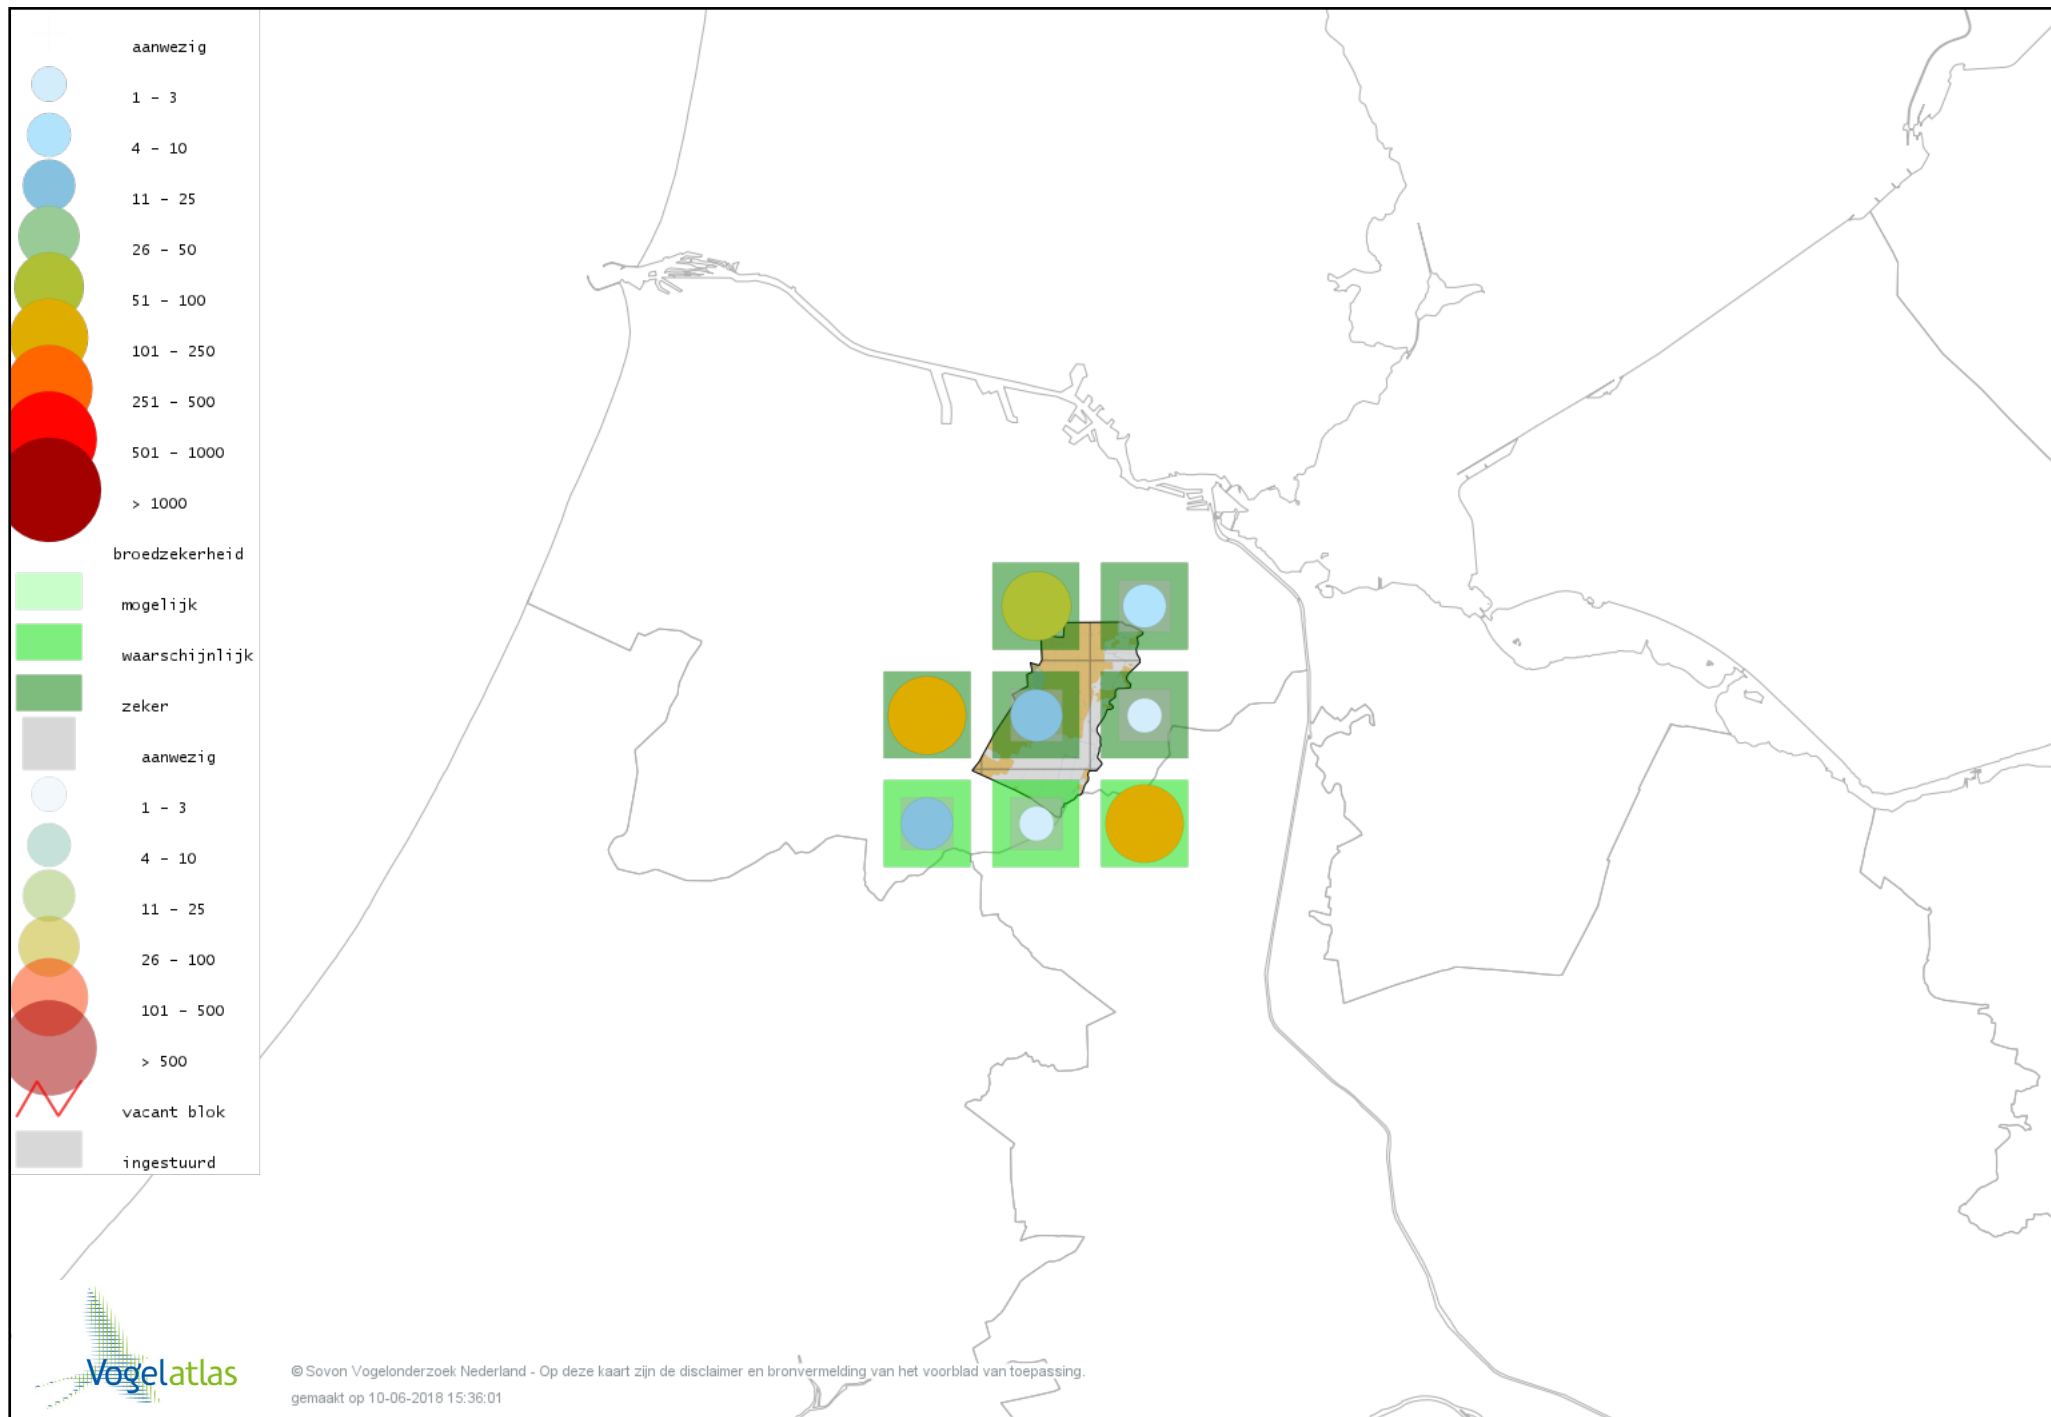 aanwezig
1 - 3
4 - 10
11 - 25
26 - 50
51 - 100
101 - 250
251 - 500
501 - 1000
> 1000
broedzekerheid
mogelijk
waarschijnlijk
zeker
aanwezig
1 - 3
4 - 10
11 - 25
26 - 100
101 - 500
> 500
vacant blok
ingestuurd
Vogelatlas
© Sovon Vogelonderzoek Nederland - Op deze kaart zijn de disclaimer en bronvermelding van het voorblad van toepassing.
gemaakt op 10-06-2018 15:36:01